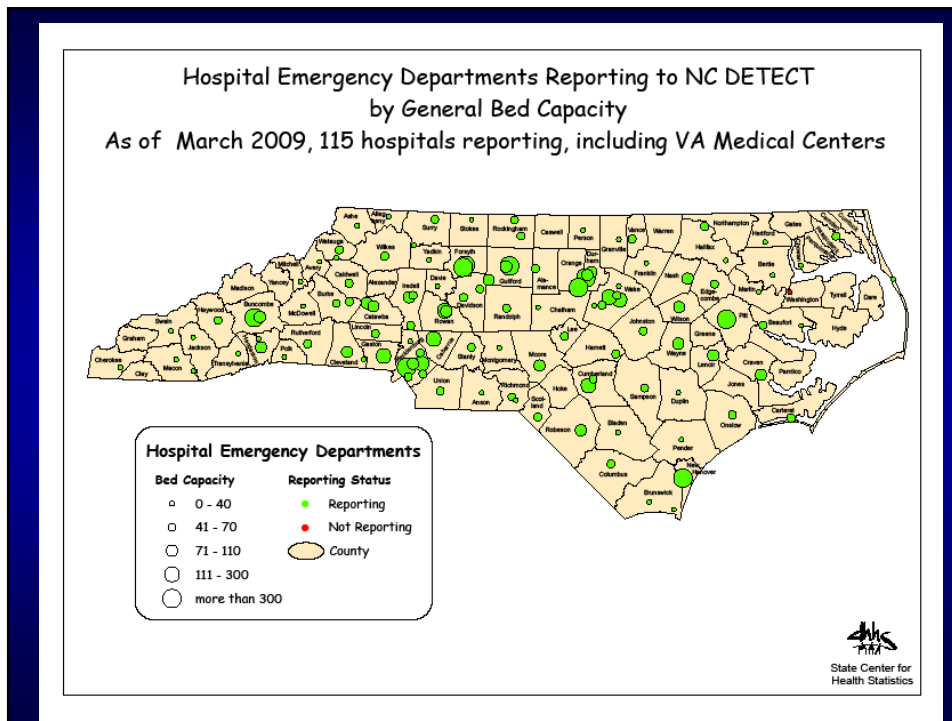 Hospital Emergency Departments Reporting to NC DETECT
by General Bed Capacity
As of March 2009, 115 hospitals reporting, including VA Medical Centers
Ashe
Surry
Stokes
Rockingham
Caswell
Person
Granville
Vance
Warren
Northampton
Gates
Hertford
Halifax
Watauga
Wilkes
Yadkin
Forsyth
Guilford
Orange
Franklin
Bertie
Mitchell
Avery
Caldwell
Alexander
Iredell
Davie
Davidson
Nash
Edge-
combe
Martin
Washington
Tyrrell
Dare
Madison
Yancey
Burke
Catawba
Rowan
Randolph
Chatham
Wake
Wilson
Pitt
Beaufort
Hyde
Buncombe
McDowell
Haywood
Swain
Graham
Jackson
Rutherford
Lincoln
Gaston
Cleveland
Polk
Cherokee
Clay
Macon
Transylvania
Stanly
Montgomery
Moore
Lee
Harnett
Johnston
Greene
Wayne
Lenoir
Craven
Pamlico
Jones
Union
Anson
Richmond
Scot-
land
Hoke
Cumberland
Sampson
Duplin
Onslow
Carteret
Robeson
Bladen
Pender
Columbus
New
Hanover
Brunswick
Hospital Emergency Departments
Bed Capacity
Reporting Status
0 - 40
Reporting
41 - 70
Not Reporting
71 - 110
County
111 - 300
more than 300
dhhs
State Center for
Health Statistics